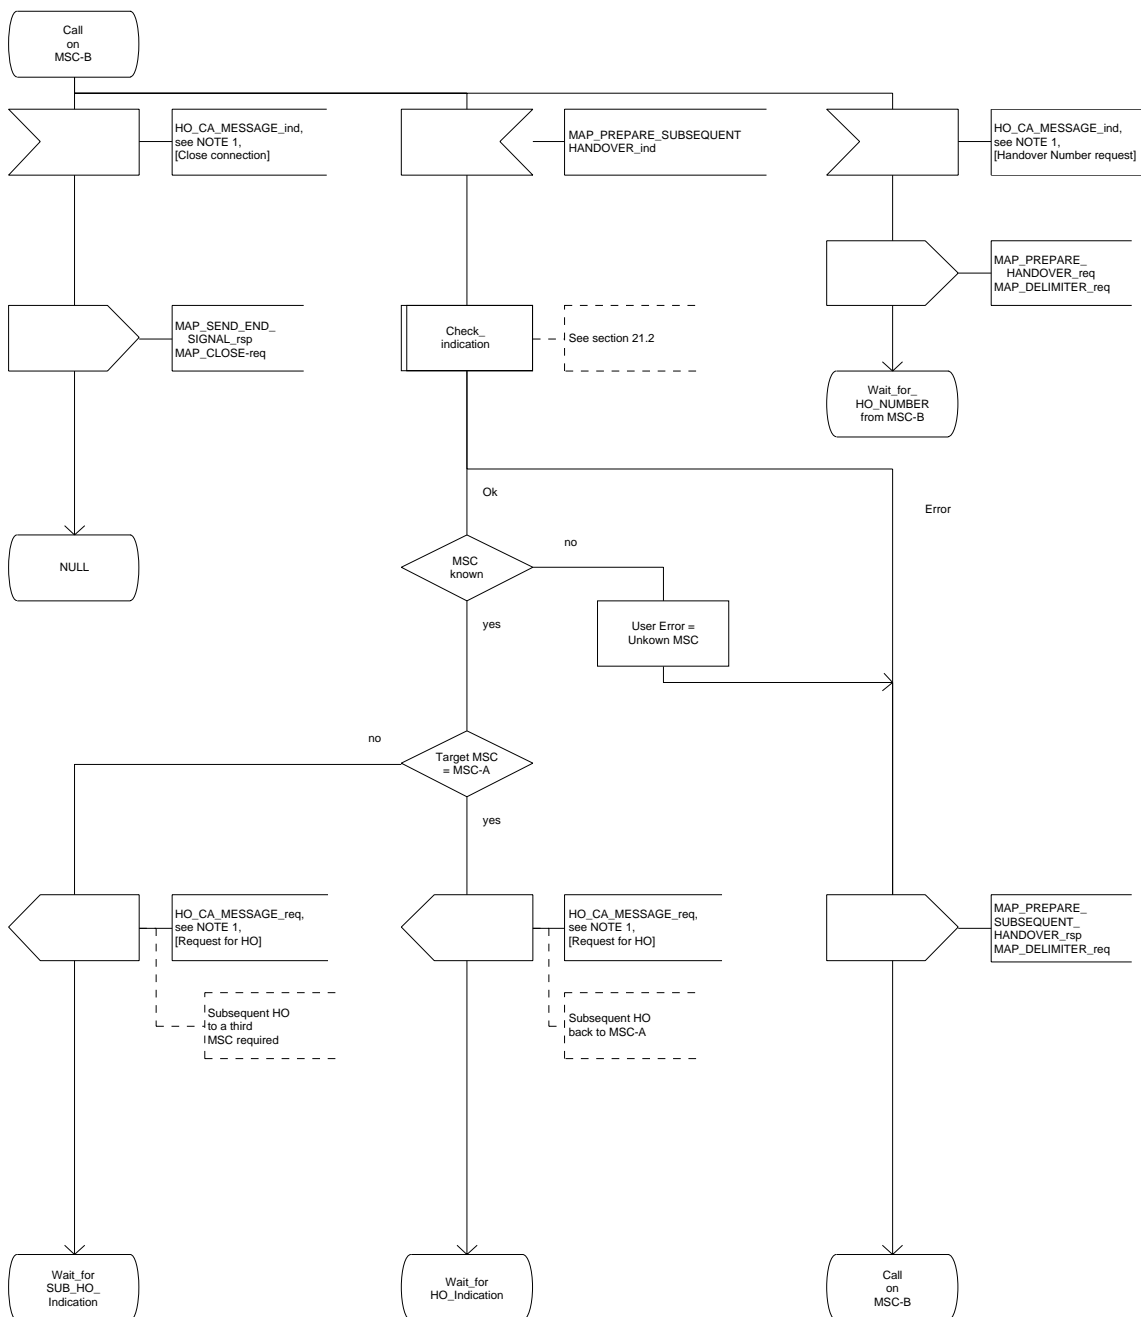 Call
on
MSC-B
HO_CA_MESSAGE_ind,
see NOTE 1,
[Close connection]
MAP_PREPARE_SUBSEQUENT
HANDOVER_ind
HO_CA_MESSAGE_ind,
see NOTE 1,
[Handover Number request]
MAP_PREPARE_
HANDOVER_req
MAP_DELIMITER_req
MAP_SEND_END_
SIGNAL_rsp
MAP_CLOSE-req
Check_
indication
See section 21.2
Wait_for_
HO_NUMBER
from MSC-B
Ok
Error
NULL
MSC
known
no
User Error =
Unkown MSC
yes
no
Target MSC
= MSC-A
yes
HO_CA_MESSAGE_req,
see NOTE 1,
[Request for HO]
HO_CA_MESSAGE_req,
see NOTE 1,
[Request for HO]
MAP_PREPARE_
SUBSEQUENT_
HANDOVER_rsp
MAP_DELIMITER_req
Subsequent HO
to a third
MSC required
Subsequent HO
back to MSC-A
Wait_for
SUB_HO_
Indication
Wait_for
HO_Indication
Call
on
MSC-B